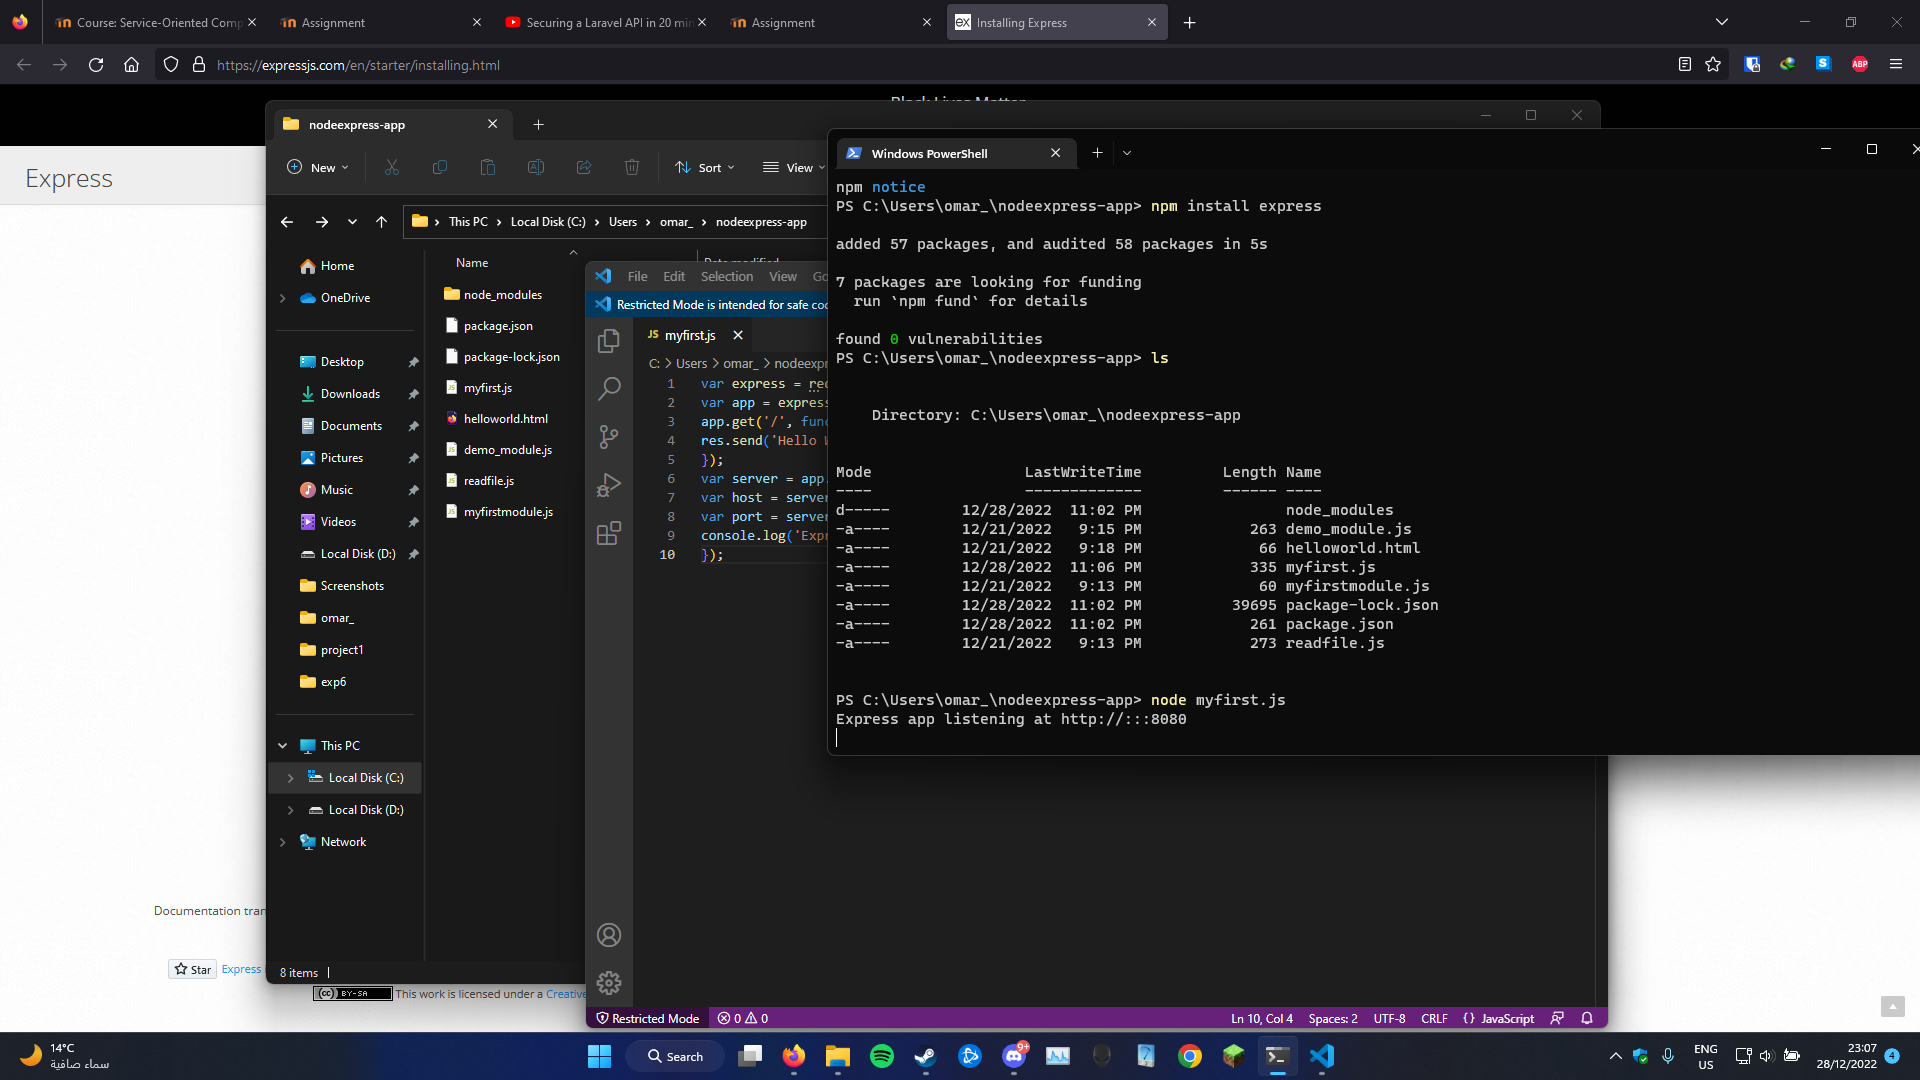 Course: Service-Oriented Comp
Assignment
Securing a Laravel API in 20 min
Assignment
Installing Express
https://expressjs.com/en/starter/installing.html
ABP
Express
nodeexpress-app
New
Sort
View
This PC > Local Disk (C:) > Users > omar_ > nodeexpress-app
Home
OneDrive
Desktop
Downloads
Documents
Pictures
Music
Videos
Local Disk (D:)
Screenshots
omar_
project1
exp6
This PC
Local Disk (C:)
Local Disk (D:)
Network
Name
node_modules
package.json
package-lock.json
myfirst.js
helloworld.html
demo_module.js
readfile.js
myfirstmodule.js
8 items
File Edit Selection View Go
Restricted Mode is intended for safe co
JS myfirst.js
C: > Users > omar_ > nodeexpr
1 var express = re
2 var app = express
3 app.get('/', func
4 res.send('Hello W
5 });
6 var server = app.
7 var host = server
8 var port = server
9 console.log('Expr
10 });
Restricted Mode
0 0
Ln 10, Col 4
Spaces: 2
UTF-8
CRLF
{} JavaScript
Windows PowerShell
npm notice
PS C:\Users\omar_\nodeexpress-app> npm install express
added 57 packages, and audited 58 packages in 5s
7 packages are looking for funding
run `npm fund` for details
found 0 vulnerabilities
PS C:\Users\omar_\nodeexpress-app> ls
Directory: C:\Users\omar_\nodeexpress-app
Mode LastWriteTime Length Name
---- ------------- ------ ----
d----- 12/28/2022 11:02 PM node_modules
-a---- 12/21/2022 9:15 PM 263 demo_module.js
-a---- 12/21/2022 9:18 PM 66 helloworld.html
-a---- 12/28/2022 11:06 PM 335 myfirst.js
-a---- 12/21/2022 9:13 PM 60 myfirstmodule.js
-a---- 12/28/2022 11:02 PM 39695 package-lock.json
-a---- 12/28/2022 11:02 PM 261 package.json
-a---- 12/21/2022 9:13 PM 273 readfile.js
PS C:\Users\omar_\nodeexpress-app> node myfirst.js
Express app listening at http://:::8080
Documentation tran
Star
Express
(cc) BY-SA
This work is licensed under a Creative
14°C
سماء صافية
Search
9+
ENG
US
23:07
28/12/2022
4